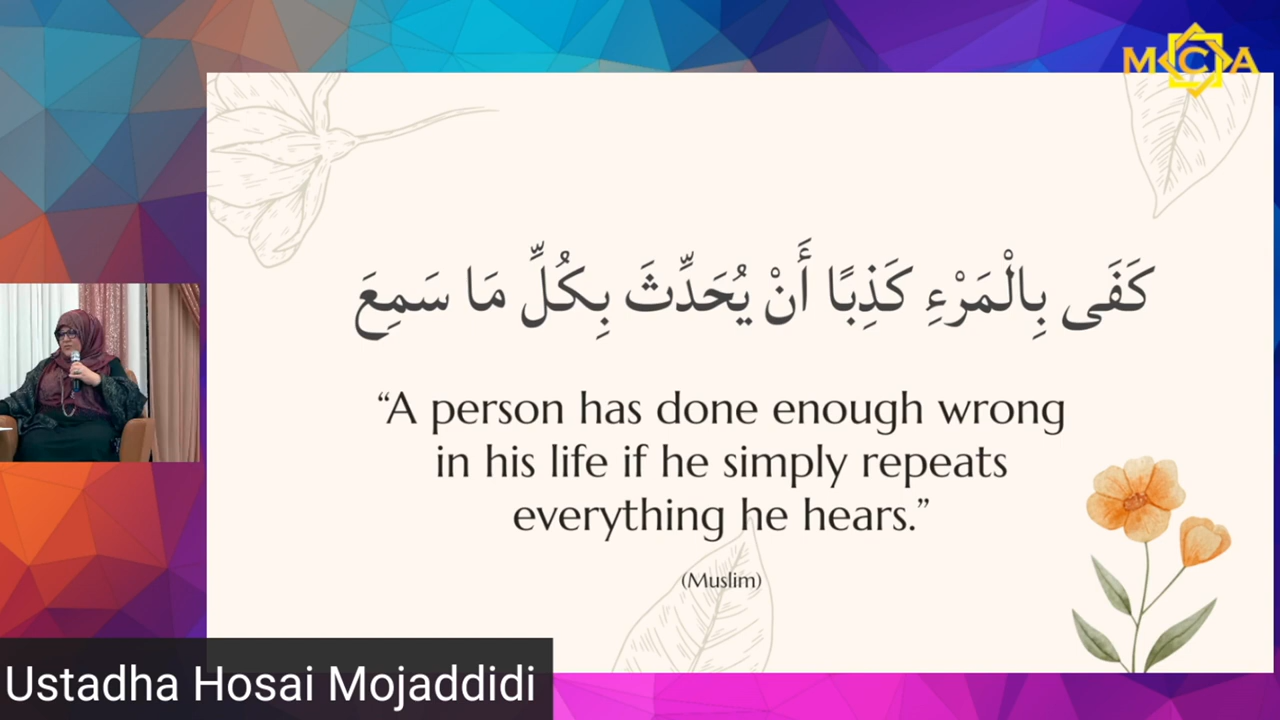 MCA
كَفَى بِالْمَرْءِ كَذِبًا أَنْ يُحَدِّثَ بِكُلِّ مَا سَمِعَ
“A person has done enough wrong
in his life if he simply repeats
everything he hears.”
(Muslim)
Ustadha Hosai Mojaddidi